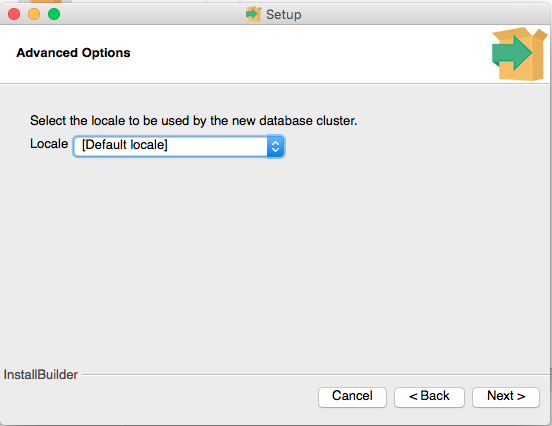 Setup
Advanced Options
Select the locale to be used by the new database cluster.
Locale [Default locale]
InstallBuilder
Cancel < Back Next >